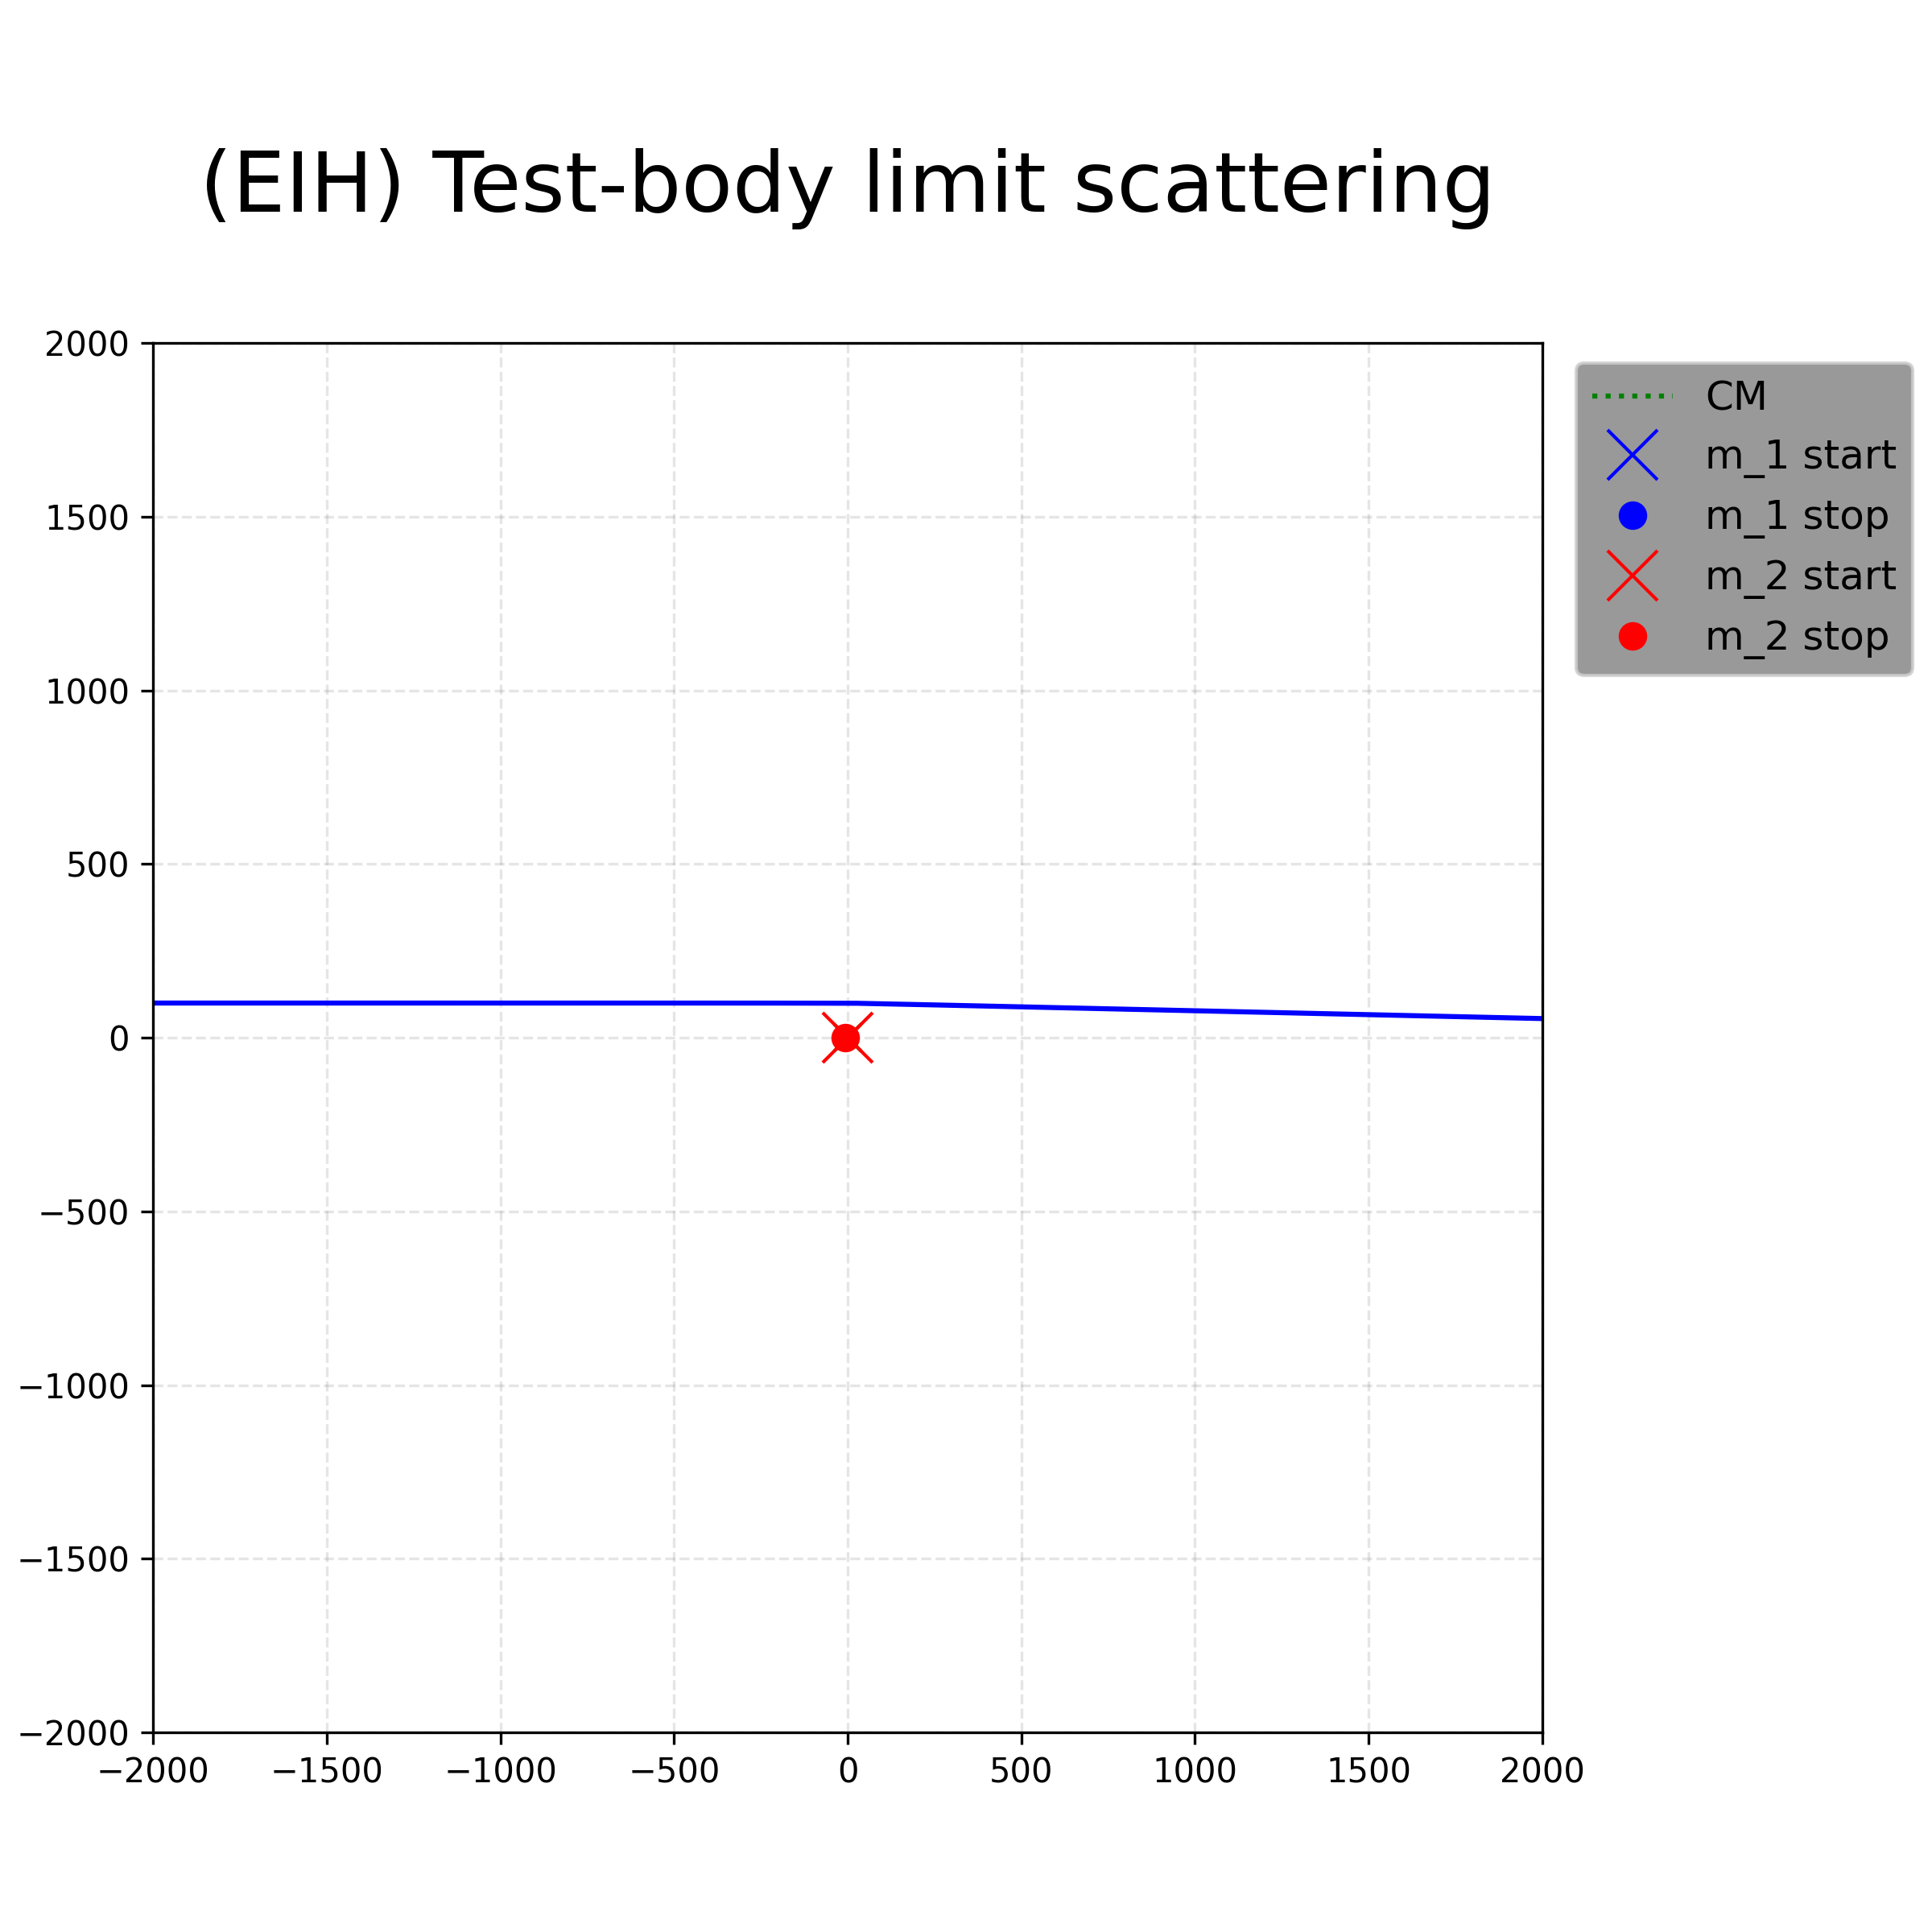 (EIH) Test-body limit scattering
2000
1500
1000
500
0
−500
−1000
−1500
−2000
−2000 −1500 −1000 −500 0 500 1000 1500 2000
CM
m_1 start
m_1 stop
m_2 start
m_2 stop